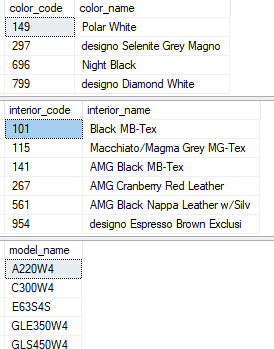 color_code color_name
149 Polar White
297 designo Selenite Grey Magno
696 Night Black
799 designo Diamond White
interior_code interior_name
101 Black MB-Tex
115 Macchiato/Magma Grey MG-Tex
141 AMG Black MB-Tex
267 AMG Cranberry Red Leather
561 AMG Black Nappa Leather w/Silv
954 designo Espresso Brown Exclusi
model_name
A220W4
C300W4
E63S4S
GLE350W4
GLS450W4